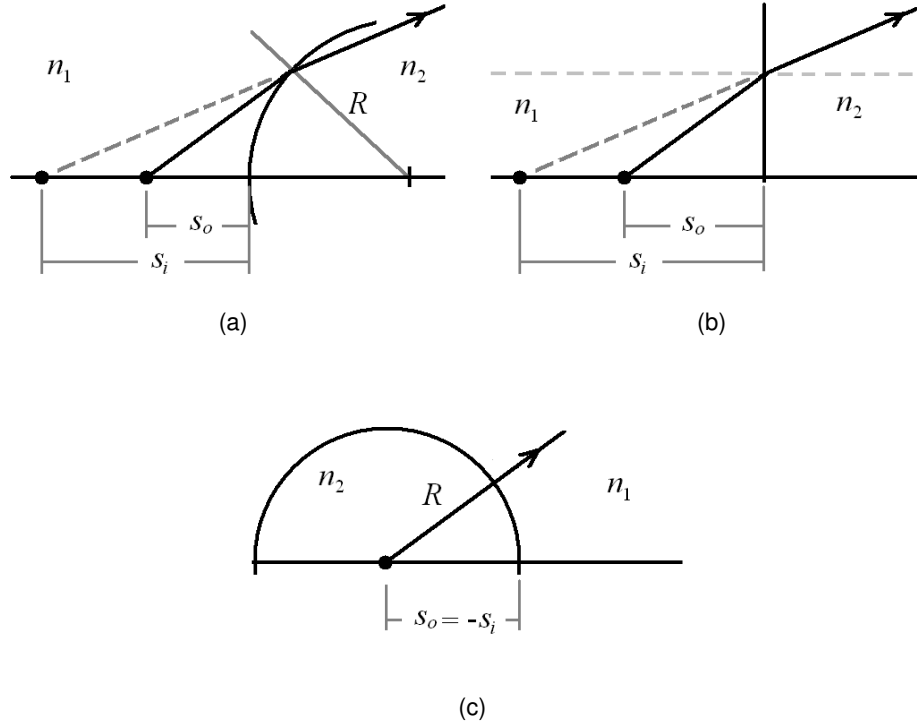 n₁
n₂
R
sₒ
sᵢ
(a)
n₁
n₂
sₒ
sᵢ
(b)
n₂
R
n₁
sₒ = -sᵢ
(c)